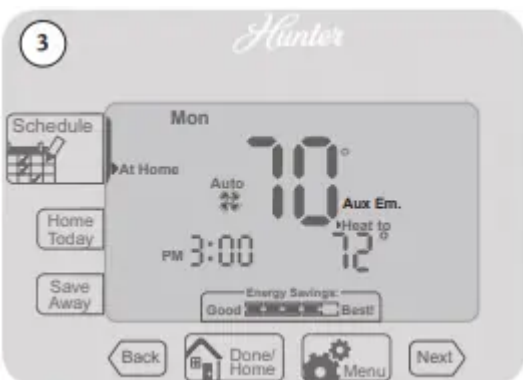 3
Hunter
Schedule
Mon
70°
At Home
Auto
Aux Em.
Heat to
Home
Today
PM 3:00
72°
Save
Away
Energy Savings:
Good
Best!
Back
Done/
Home
Menu
Next